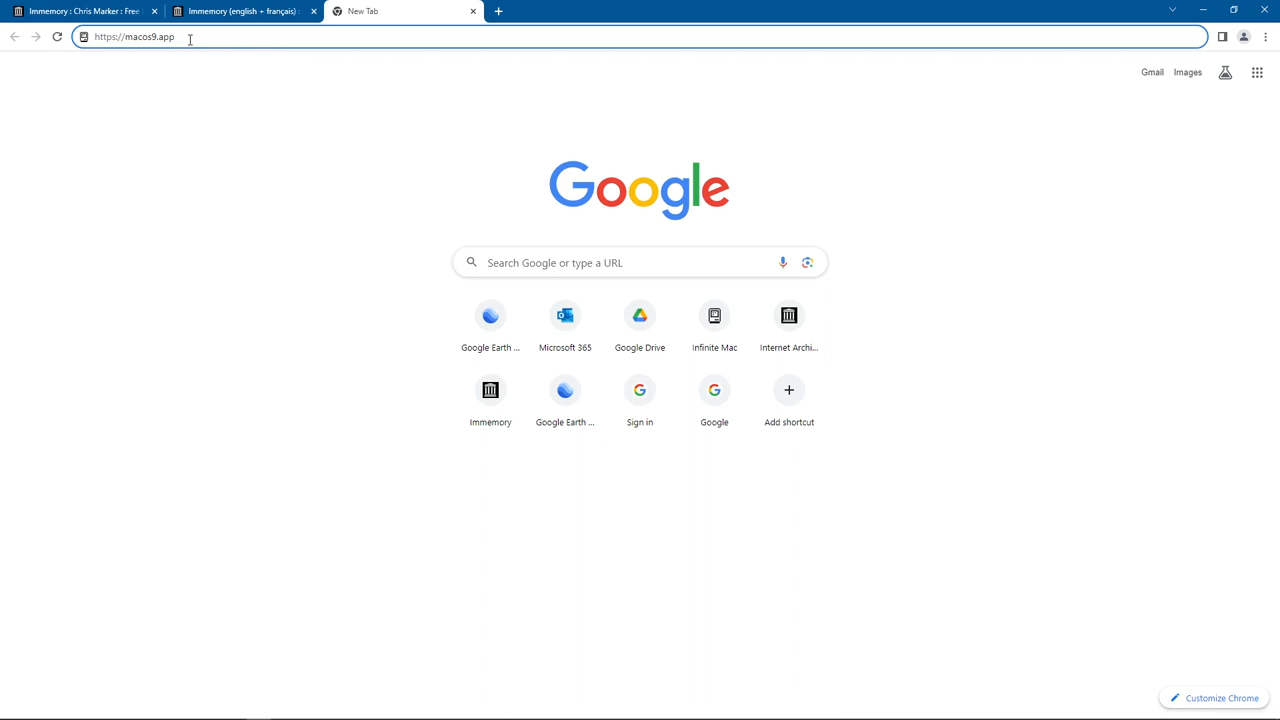 Immemory : Chris Marker : Free
Immemory (english + français) :
New Tab
https://macos9.app
Gmail Images
Google
Search Google or type a URL
Google Earth ... Microsoft 365 Google Drive Infinite Mac Internet Archi...
Immemory Google Earth ... Sign in Google Add shortcut
Customize Chrome